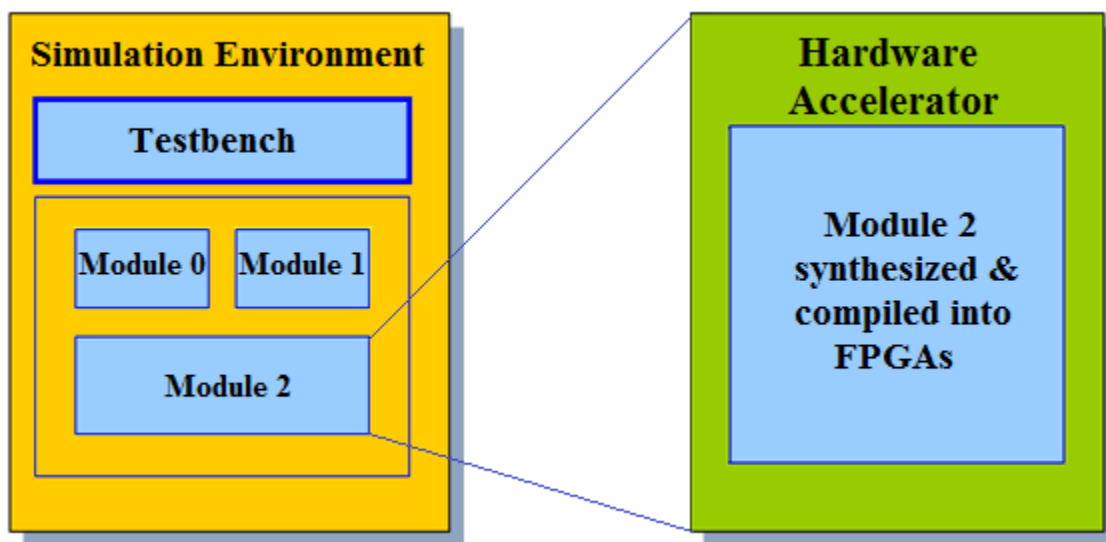 Simulation Environment
Testbench
Module 0
Module 1
Module 2
Hardware
Accelerator
Module 2
synthesized &
compiled into
FPGAs